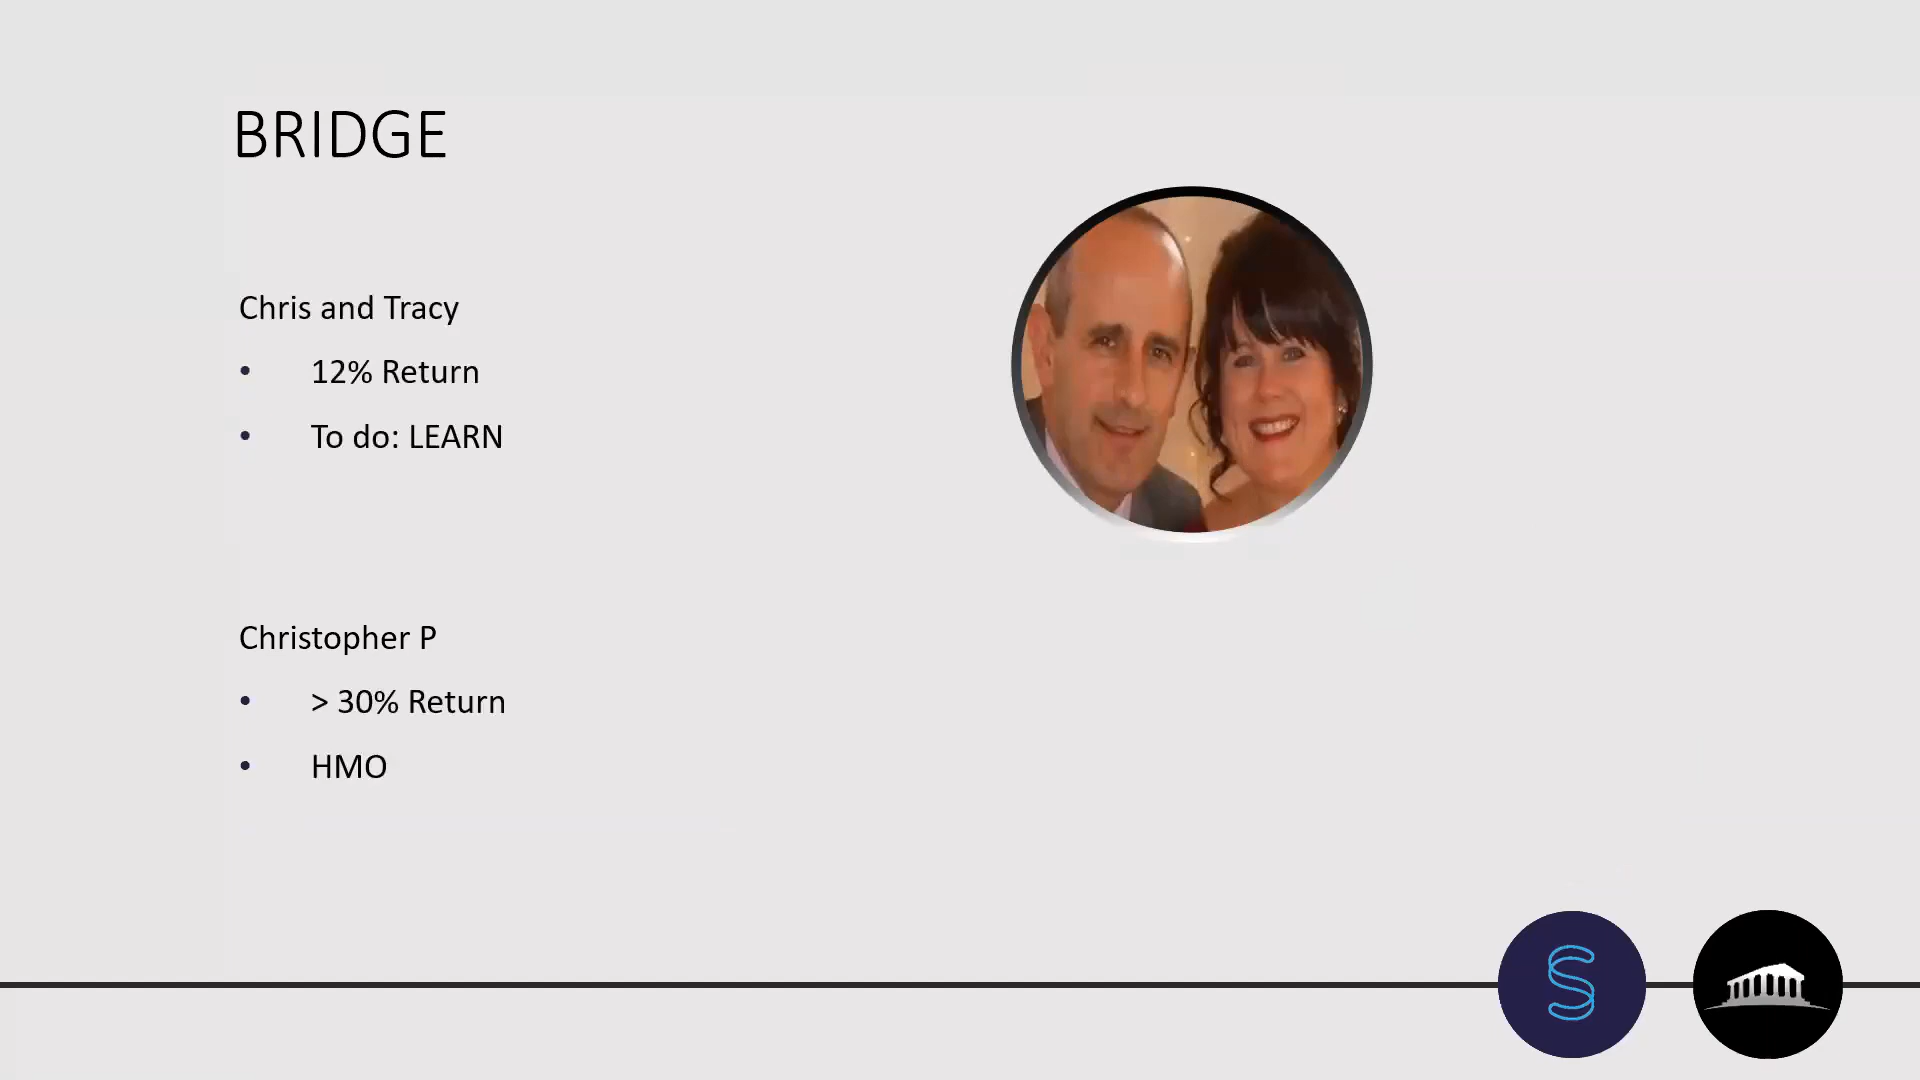 BRIDGE
Chris and Tracy
• 12% Return
• To do: LEARN
Christopher P
• > 30% Return
• HMO
S